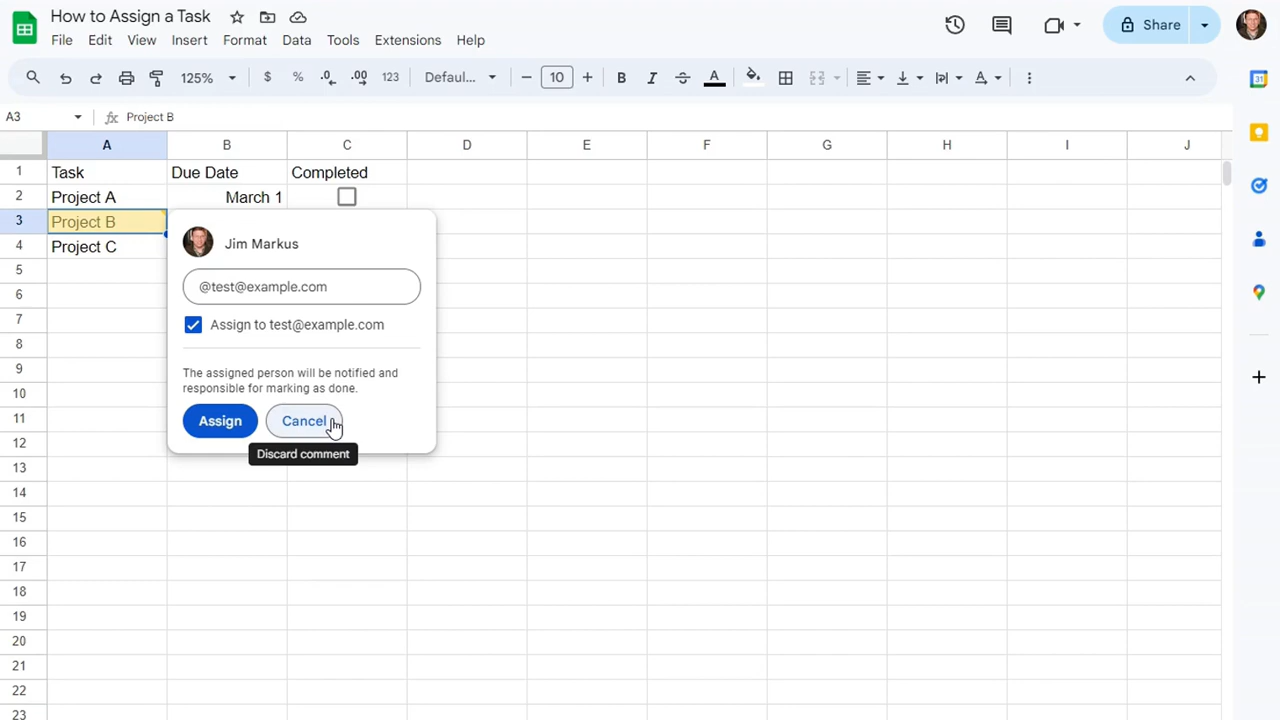 How to Assign a Task
File Edit View Insert Format Data Tools Extensions Help
Share
125% $ % .0 .00 123 Defaul... 10 B I S A
A3 fx Project B
A B C D E F G H I J
1 Task Due Date Completed
2 Project A March 1
3 Project B
4 Project C
5
6
7
8
9
10
11
12
13
14
15
16
17
18
19
20
21
22
23
Jim Markus
@test@example.com
Assign to test@example.com
The assigned person will be notified and
responsible for marking as done.
Assign Cancel
Discard comment